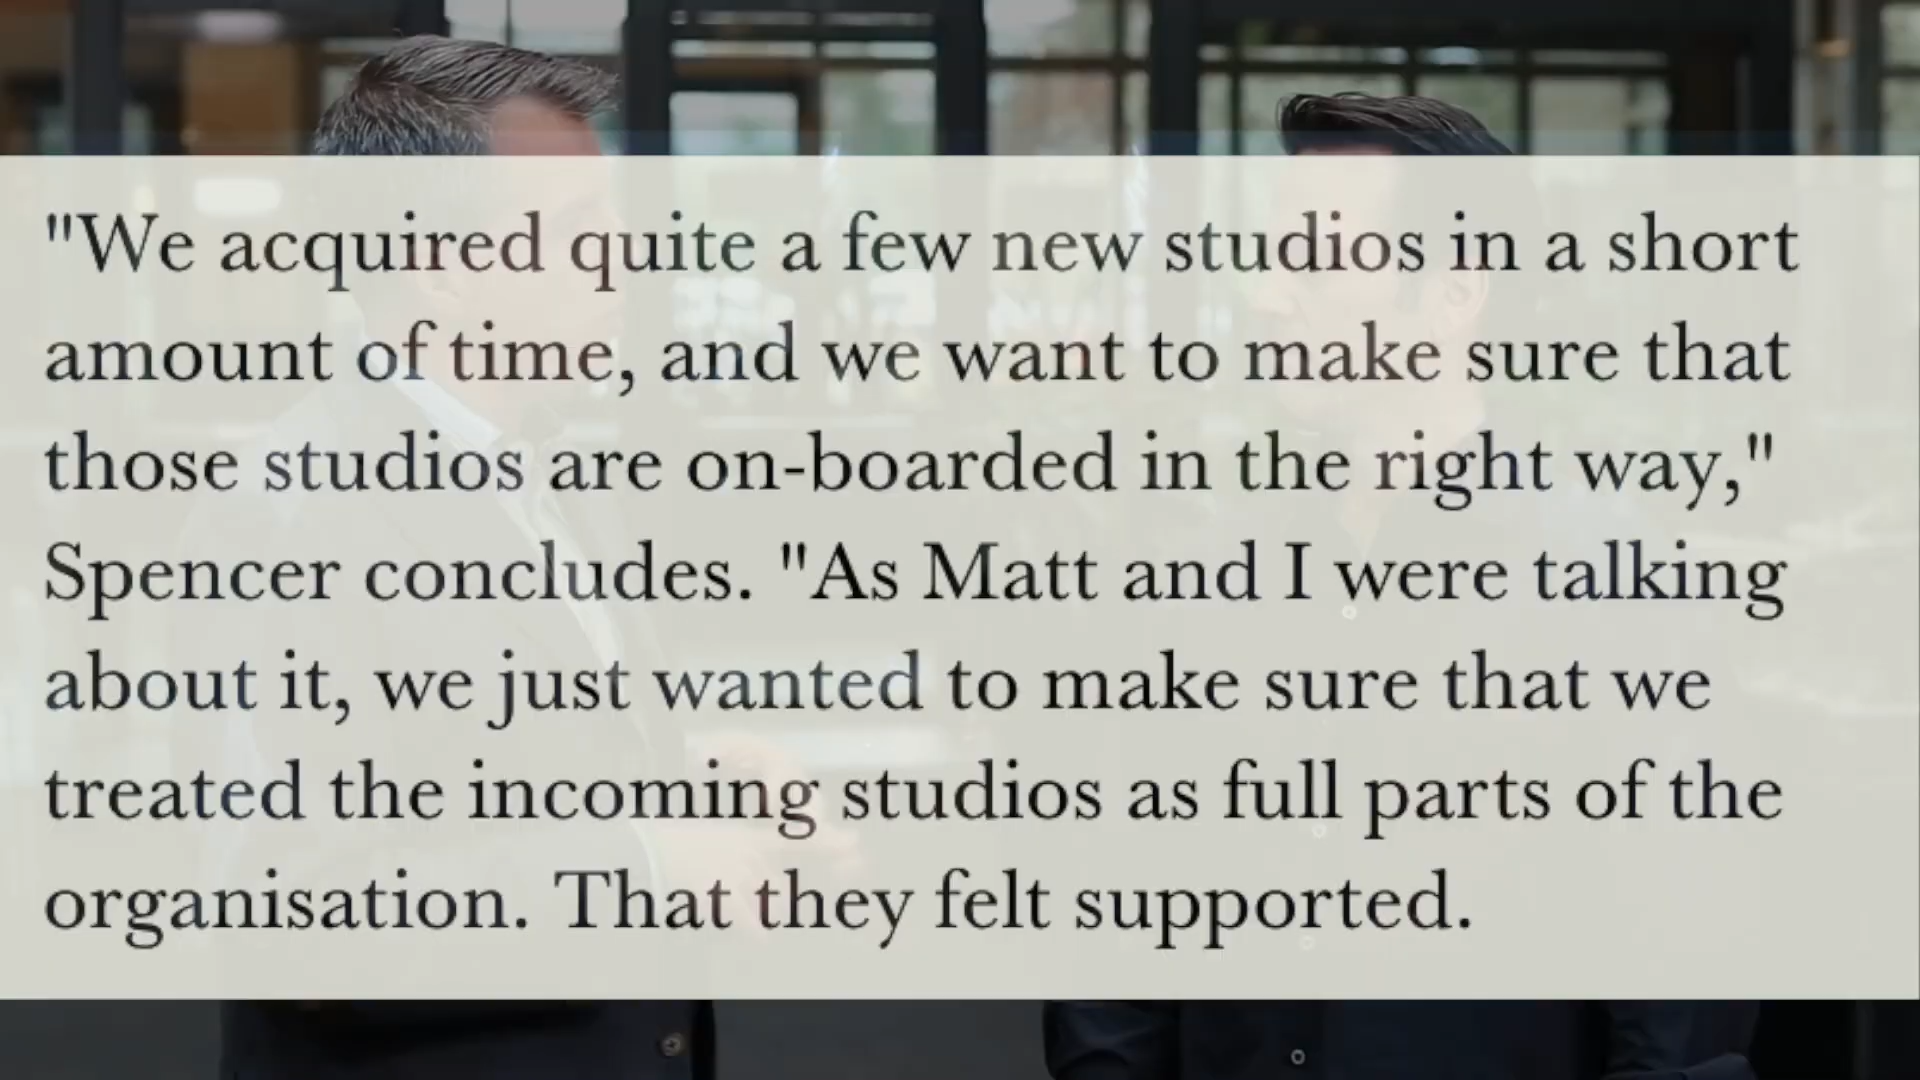 "We acquired quite a few new studios in a short
amount of time, and we want to make sure that
those studios are on-boarded in the right way,"
Spencer concludes. "As Matt and I were talking
about it, we just wanted to make sure that we
treated the incoming studios as full parts of the
organisation. That they felt supported.